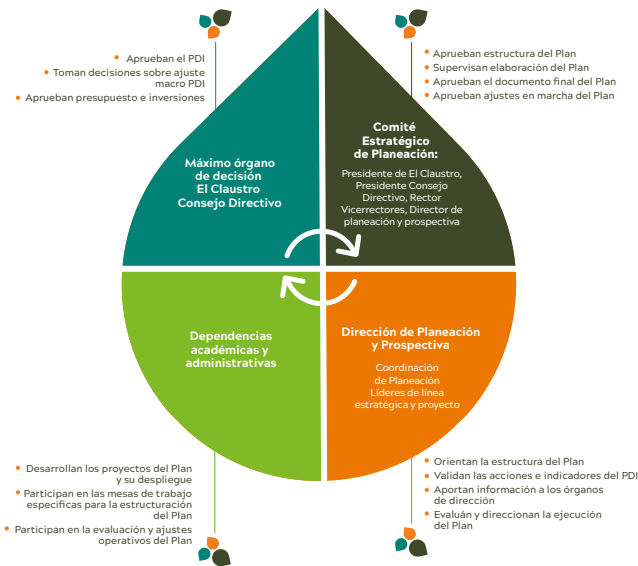 Aprueban el PDI
Toman decisiones sobre ajuste
macro PDI
Aprueban presupuesto e inversiones
Aprueban estructura del Plan
Supervisan elaboración del Plan
Aprueban el documento final del Plan
Aprueban ajustes en marcha del Plan
Máximo órgano
de decisión
El Claustro
Consejo Directivo
Comité
Estratégico
de Planeación:
Presidente de El Claustro,
Presidente Consejo
Directivo, Rector
Vicerrectores, Director de
planeación y prospectiva
Dependencias
académicas y
administrativas
Dirección de Planeación
y Prospectiva
Coordinación
de Planeación
Líderes de línea
estratégica y proyecto
Desarrollan los proyectos del Plan
y su despliegue
Participan en las mesas de trabajo
especificas para la estructuración
del Plan
Participan en la evaluación y ajustes
operativos del Plan
Orientan la estructura del Plan
Validan las acciones e indicadores del PDI
Aportan información a los órganos
de dirección
Evalúan y direccionan la ejecución
del Plan